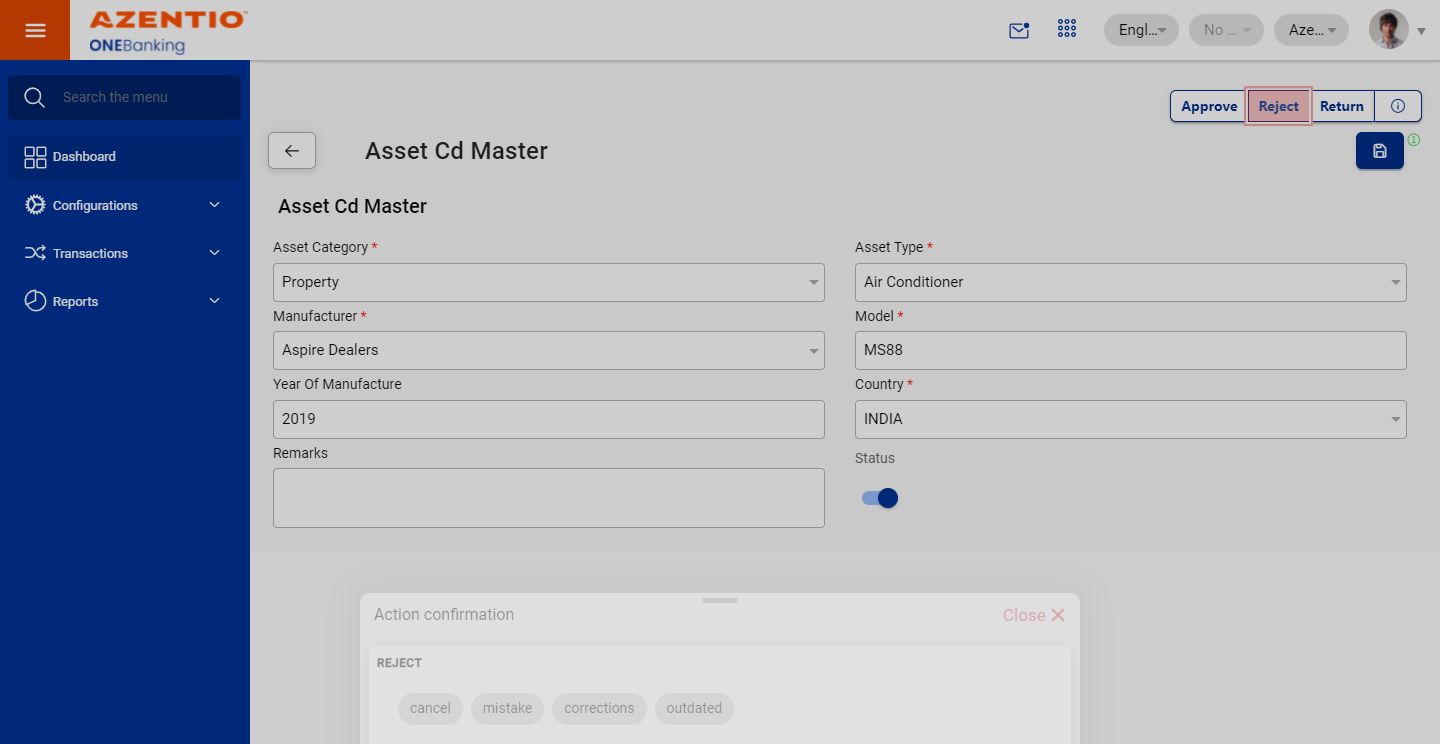 AZENTIO™
ONEBanking
Engl...
No ...
Aze...
Search the menu
Dashboard
Configurations
Transactions
Reports
Approve
Reject
Return
Asset Cd Master
Asset Cd Master
Asset Category *
Asset Type *
Property
Air Conditioner
Manufacturer *
Model *
Aspire Dealers
MS88
Year Of Manufacture
Country *
2019
INDIA
Remarks
Status
Action confirmation
Close
REJECT
cancel
mistake
corrections
outdated